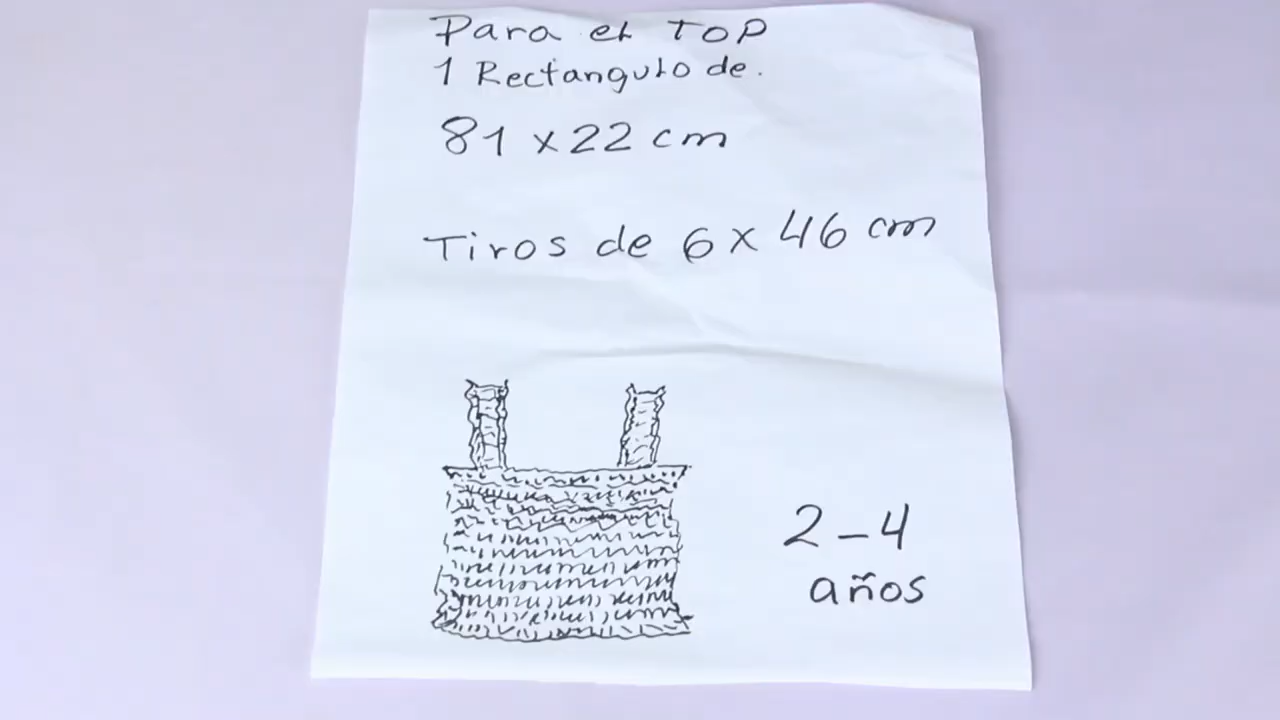 Para el TOP
1 Rectangulo de.
81 x 22 cm
Tiros de 6 x 46 cm
2-4
años